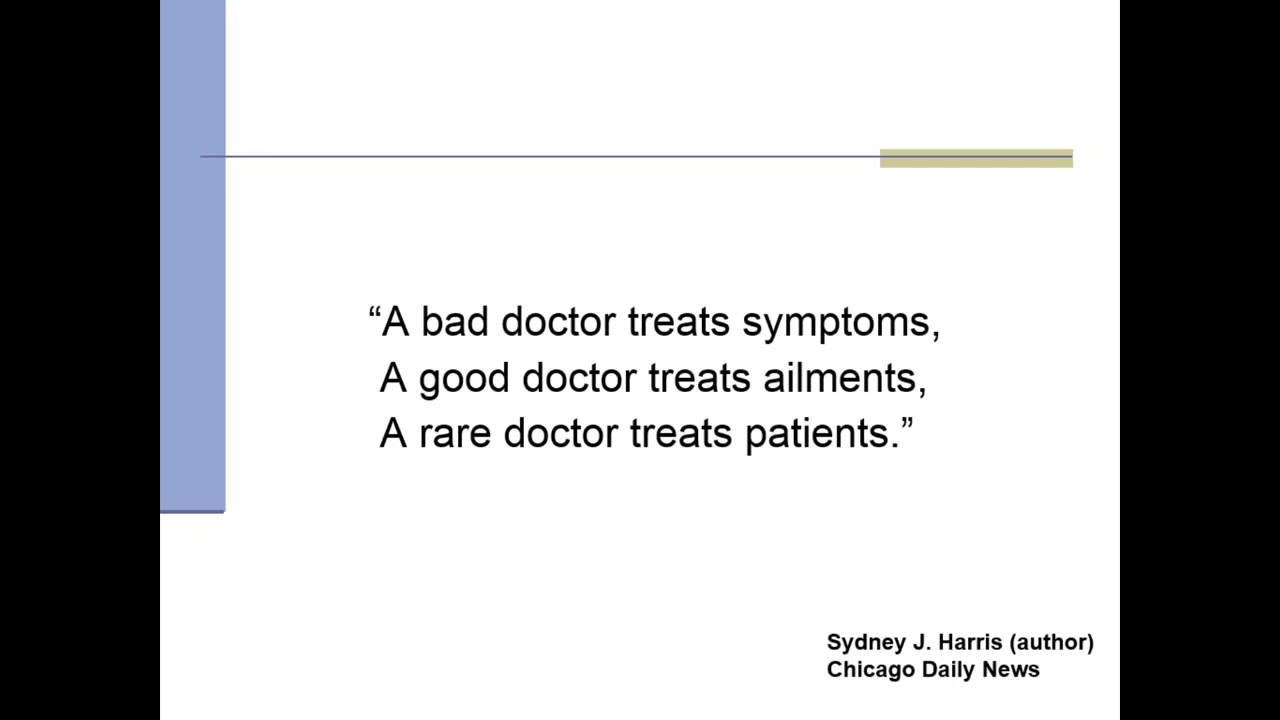 “A bad doctor treats symptoms,
A good doctor treats ailments,
A rare doctor treats patients.”
Sydney J. Harris (author)
Chicago Daily News